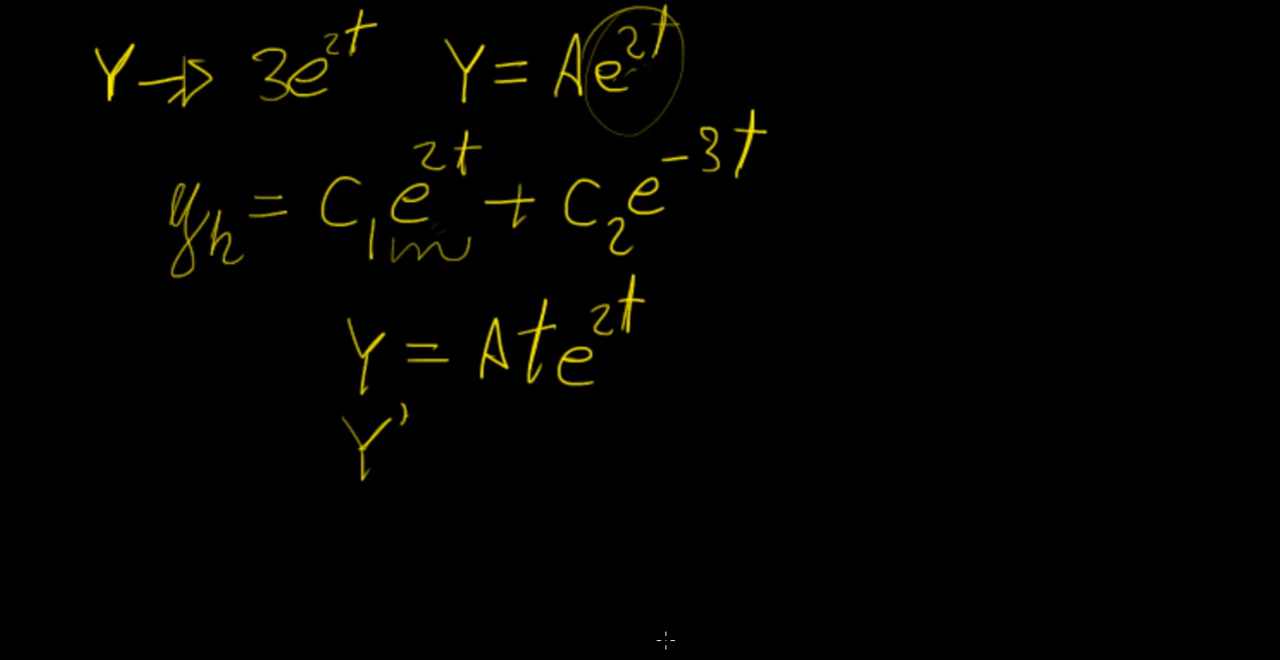 Y → 3e^{2t} Y = Ae^{2t}
y_h = C_1e^{2t} + C_2e^{-3t}
Y = Ate^{2t}
Y'